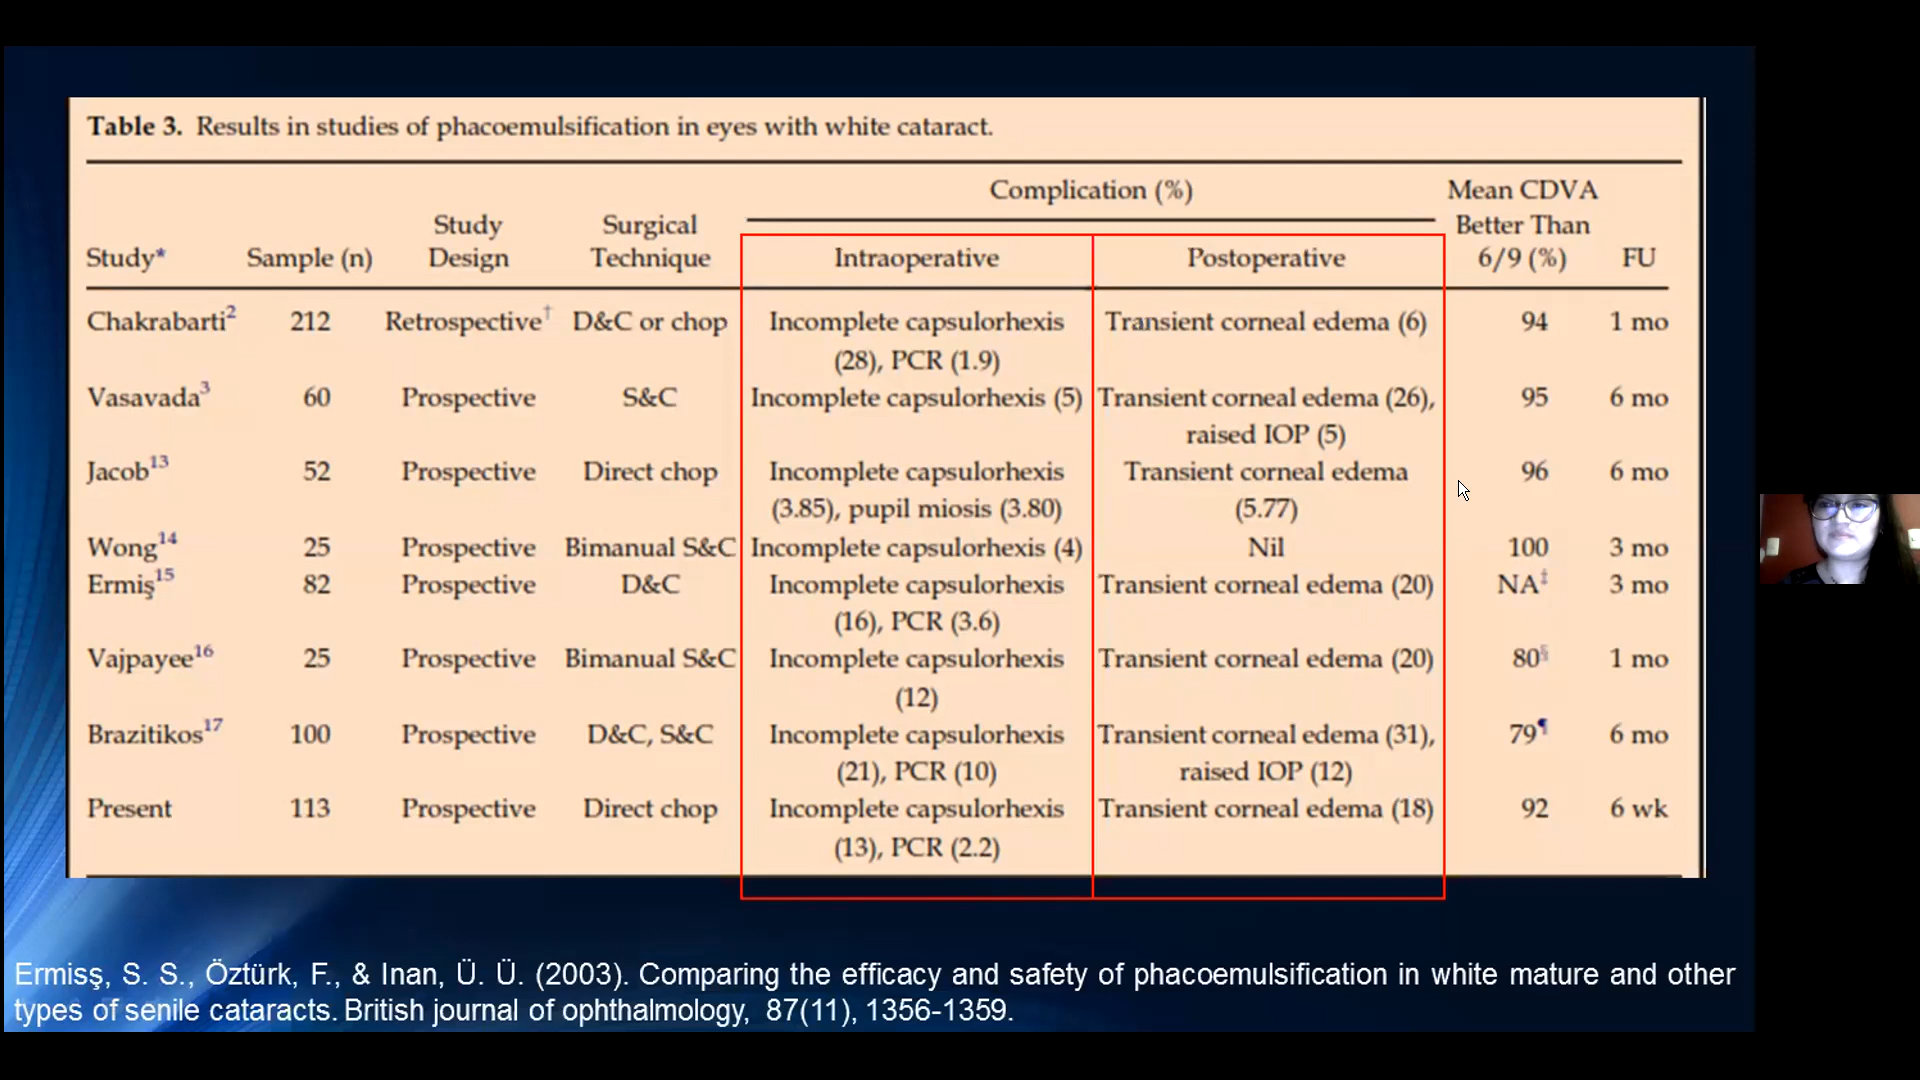 Table 3. Results in studies of phacoemulsification in eyes with white cataract.
Complication (%) Mean CDVA
Study Surgical Better Than
Study* Sample (n) Design Technique Intraoperative Postoperative 6/9 (%) FU
Chakrabarti² 212 Retrospective† D&C or chop Incomplete capsulorhexis Transient corneal edema (6) 94 1 mo
(28), PCR (1.9)
Vasavada³ 60 Prospective S&C Incomplete capsulorhexis (5) Transient corneal edema (26), 95 6 mo
raised IOP (5)
Jacob¹³ 52 Prospective Direct chop Incomplete capsulorhexis Transient corneal edema 96 6 mo
(3.85), pupil miosis (3.80) (5.77)
Wong¹⁴ 25 Prospective Bimanual S&C Incomplete capsulorhexis (4) Nil 100 3 mo
Ermiş¹⁵ 82 Prospective D&C Incomplete capsulorhexis Transient corneal edema (20) NA‡ 3 mo
(16), PCR (3.6)
Vajpayee¹⁶ 25 Prospective Bimanual S&C Incomplete capsulorhexis Transient corneal edema (20) 80§ 1 mo
(12)
Brazitikos¹⁷ 100 Prospective D&C, S&C Incomplete capsulorhexis Transient corneal edema (31), 79¶ 6 mo
(21), PCR (10) raised IOP (12)
Present 113 Prospective Direct chop Incomplete capsulorhexis Transient corneal edema (18) 92 6 wk
(13), PCR (2.2)
Ermisş, S. S., Öztürk, F., & Inan, Ü. Ü. (2003). Comparing the efficacy and safety of phacoemulsification in white mature and other
types of senile cataracts. British journal of ophthalmology, 87(11), 1356-1359.